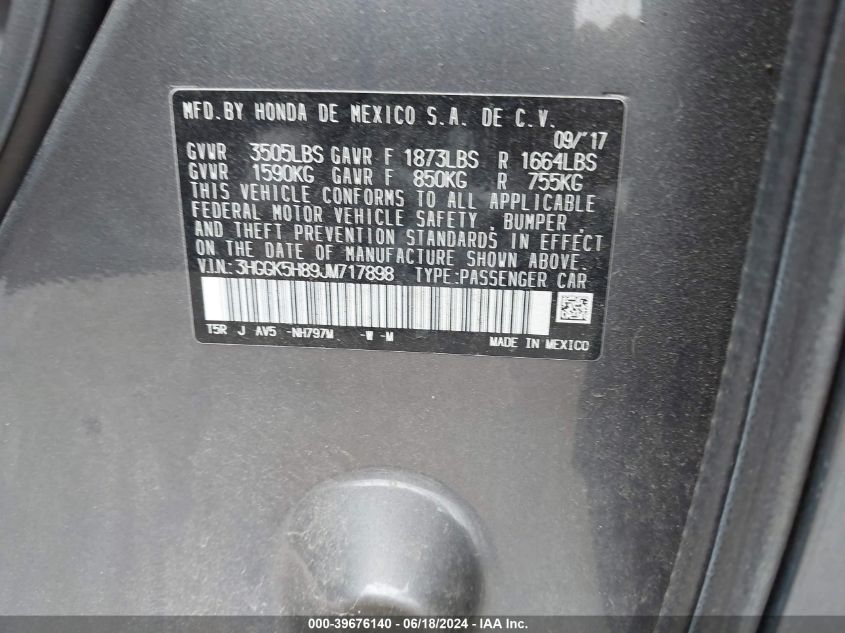 MFD.BY HONDA DE MEXICO S.A. DE C.V.
09/'17
GVWR 3505LBS GAWR F 1873LBS R 1664LBS
GVWR 1590KG GAWR F 850KG R 755KG
THIS VEHICLE CONFORMS TO ALL APPLICABLE
FEDERAL MOTOR VEHICLE SAFETY , BUMPER ,
AND THEFT PREVENTION STANDARDS IN EFFECT
ON THE DATE OF MANUFACTURE SHOWN ABOVE.
V.I.N.: 3HGGK5H89JM717898 TYPE:PASSENGER CAR
T5R J AV5 -NH797M -W -M MADE IN MEXICO
000-39676140 - 06/18/2024 - IAA Inc.